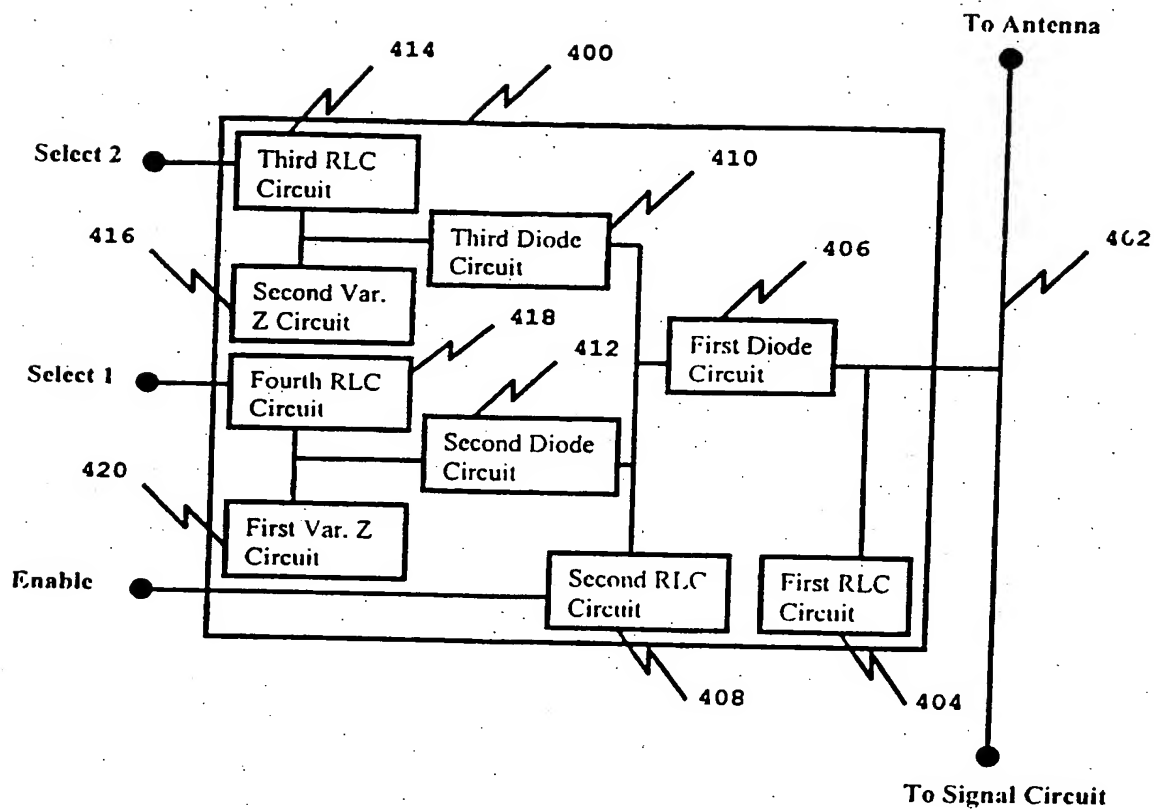 To Antenna
414
400
Select 2
Third RLC
Circuit
410
416
Third Diode
Circuit
406
402
Second Var.
Z Circuit
418
412
First Diode
Circuit
Select 1
Fourth RLC
Circuit
Second Diode
Circuit
420
First Var. Z
Circuit
Enable
Second RLC
Circuit
First RLC
Circuit
408
404
To Signal Circuit